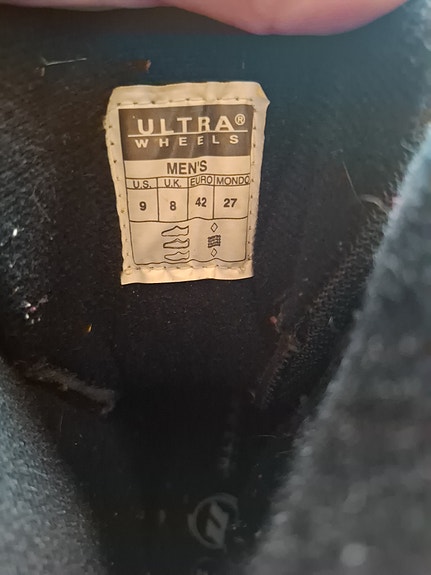 ULTRA®
WHEELS
MEN'S
U.S. U.K. EURO MONDO
9 8 42 27